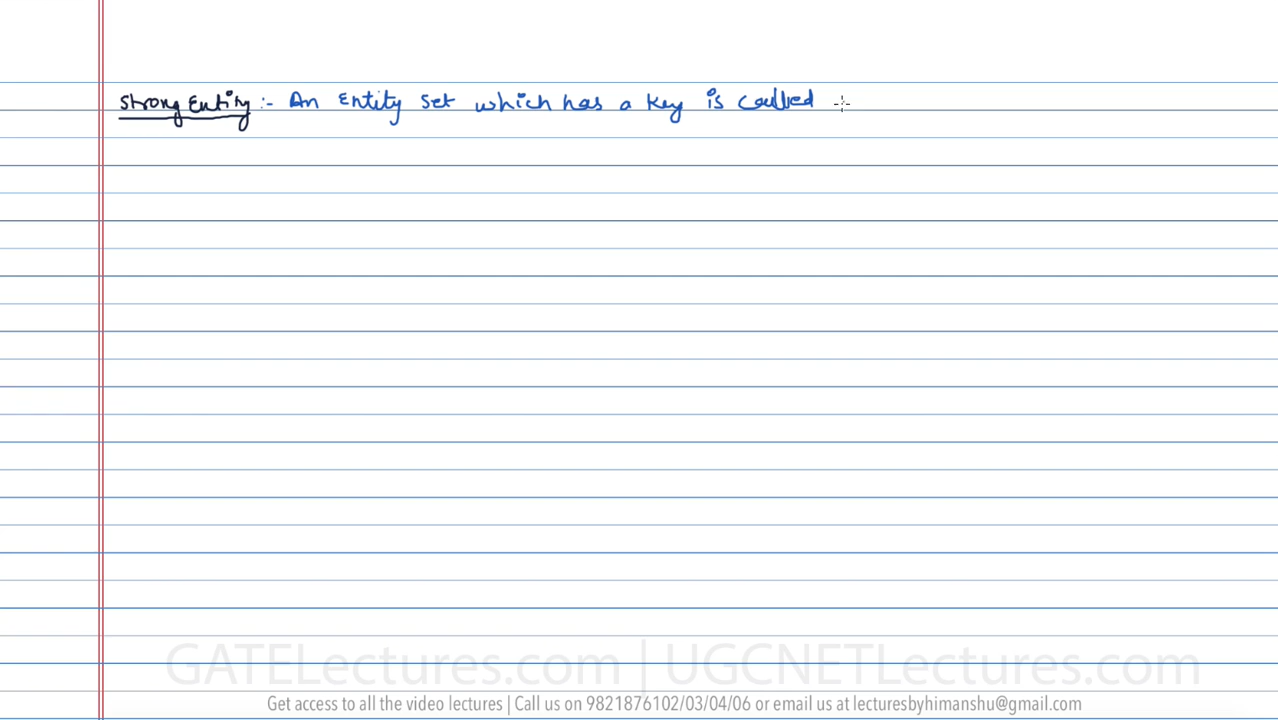 Strong Entity :- An Entity set which has a key is called
GATELectures.com | UGCNETLectures.com
Get access to all the video lectures | Call us on 9821876102/03/04/06 or email us at lecturesbyhimanshu@gmail.com